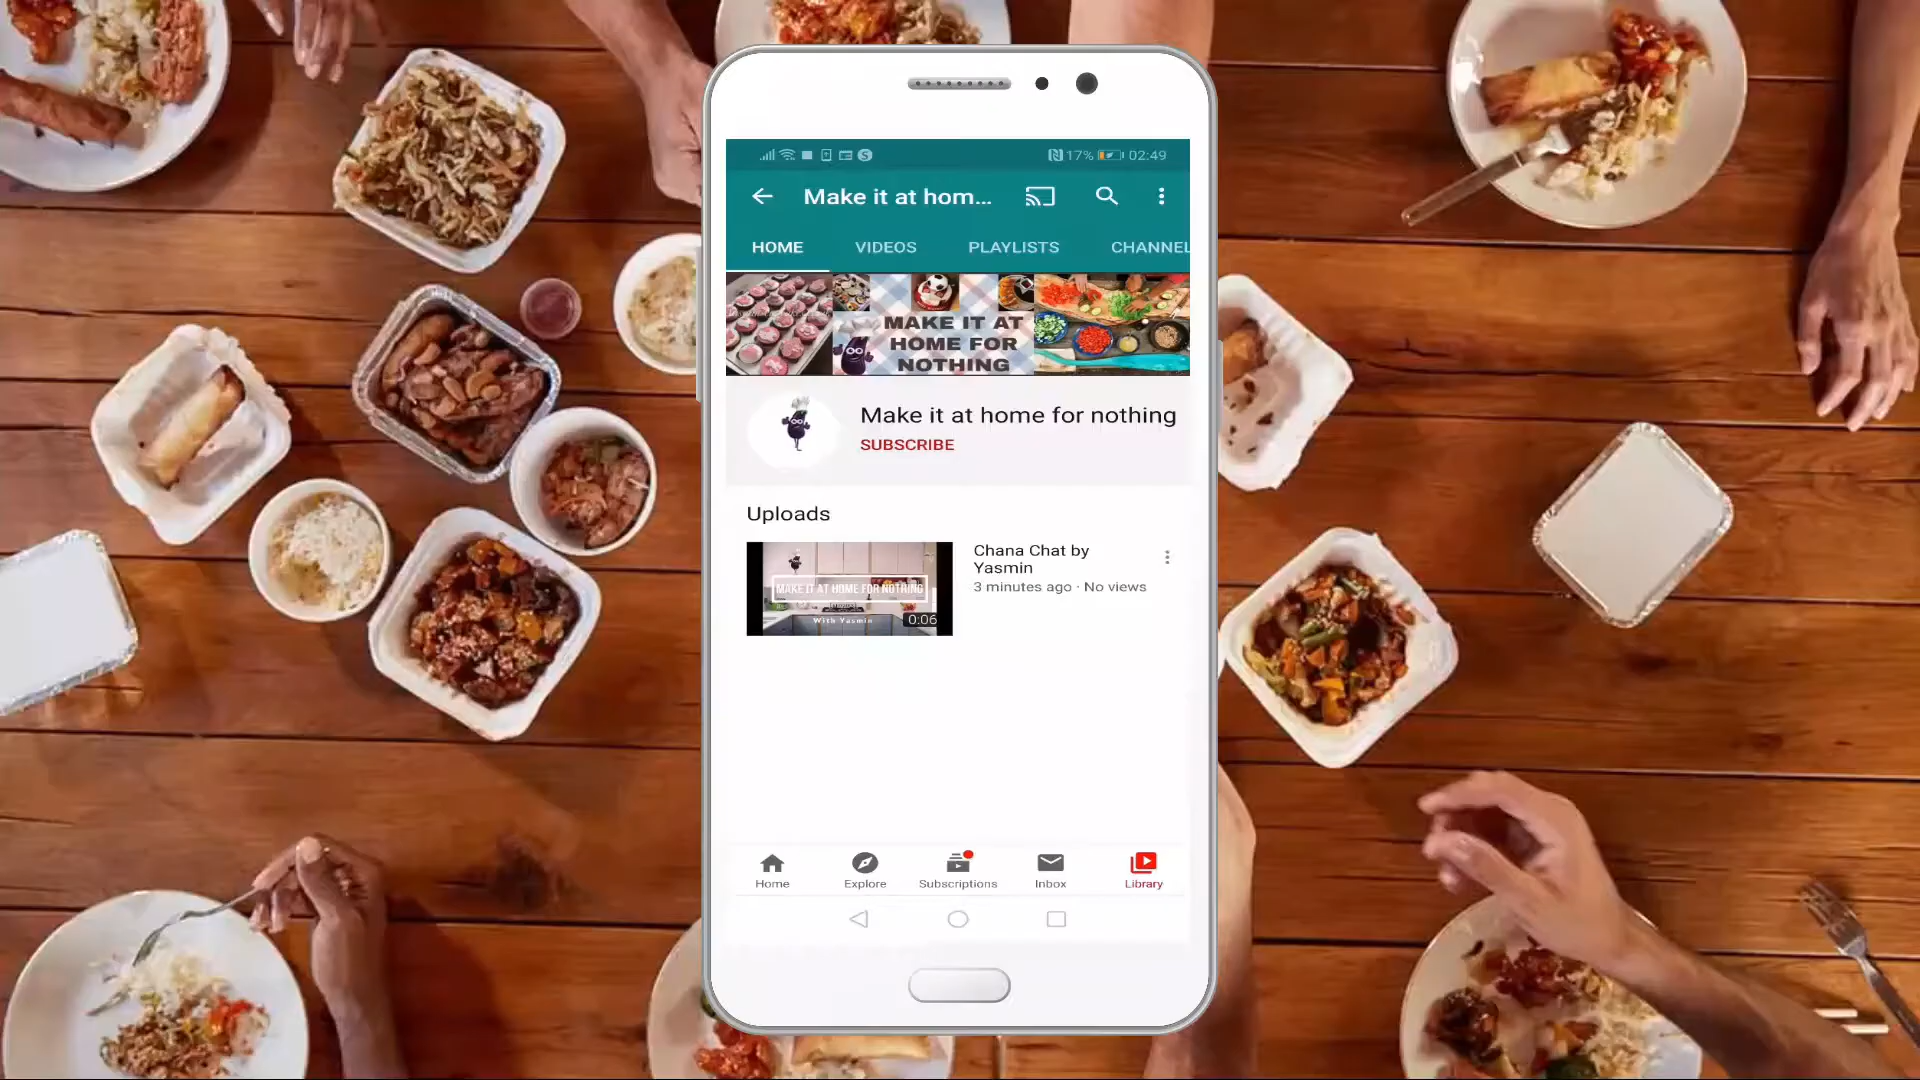 17% 02:49
Make it at hom...
HOME VIDEOS PLAYLISTS CHANNEL
MAKE IT AT
HOME FOR
NOTHING
Make it at home for nothing
SUBSCRIBE
Uploads
MAKE IT AT HOME FOR NOTHING
With Yasmin
0:06
Chana Chat by
Yasmin
3 minutes ago · No views
Home Explore Subscriptions Inbox Library